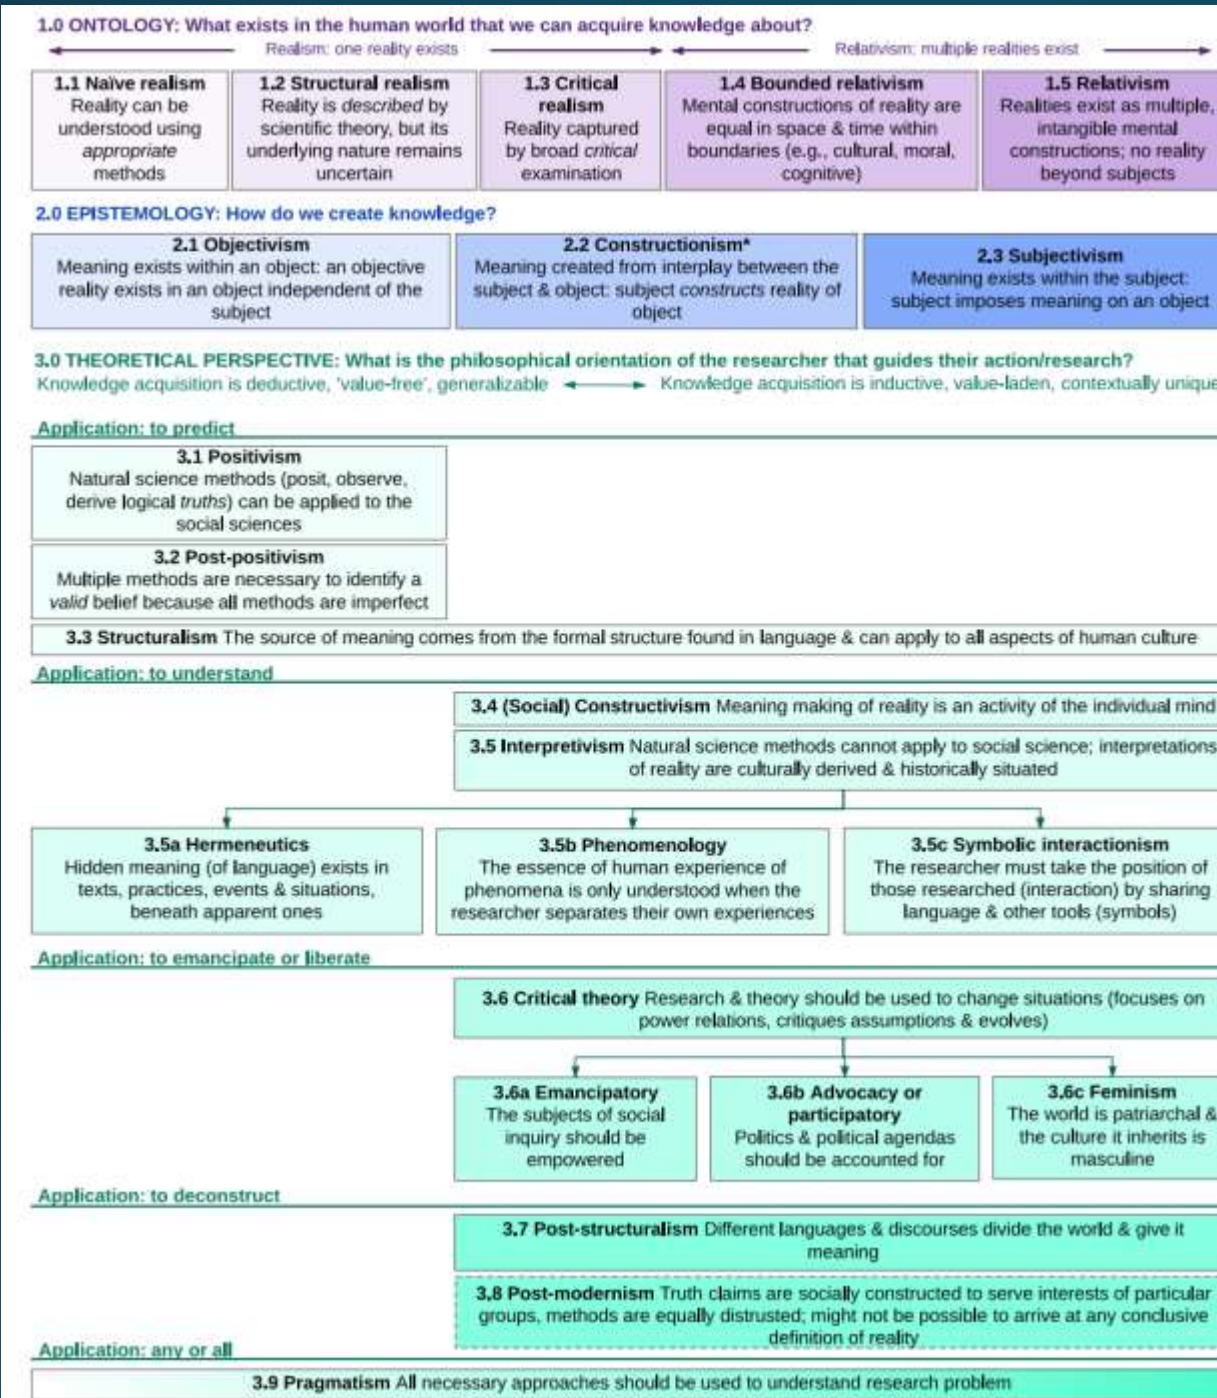 1.0 ONTOLOGY: What exists in the human world that we can acquire knowledge about?
Realism: one reality exists
Relativism: multiple realities exist
1.1 Naïve realism
Reality can be
understood using
appropriate
methods
1.2 Structural realism
Reality is described by
scientific theory, but its
underlying nature remains
uncertain
1.3 Critical
realism
Reality captured
by broad critical
examination
1.4 Bounded relativism
Mental constructions of reality are
equal in space & time within
boundaries (e.g., cultural, moral,
cognitive)
1.5 Relativism
Realities exist as multiple,
intangible mental
constructions; no reality
beyond subjects
2.0 EPISTEMOLOGY: How do we create knowledge?
2.1 Objectivism
Meaning exists within an object: an objective
reality exists in an object independent of the
subject
2.2 Constructionism*
Meaning created from interplay between the
subject & object: subject constructs reality of
object
2.3 Subjectivism
Meaning exists within the subject:
subject imposes meaning on an object
3.0 THEORETICAL PERSPECTIVE: What is the philosophical orientation of the researcher that guides their action/research?
Knowledge acquisition is deductive, 'value-free', generalizable
Knowledge acquisition is inductive, value-laden, contextually unique
Application: to predict
3.1 Positivism
Natural science methods (posit, observe,
derive logical truths) can be applied to the
social sciences
3.2 Post-positivism
Multiple methods are necessary to identify a
valid belief because all methods are imperfect
3.3 Structuralism The source of meaning comes from the formal structure found in language & can apply to all aspects of human culture
Application: to understand
3.4 (Social) Constructivism Meaning making of reality is an activity of the individual mind
3.5 Interpretivism Natural science methods cannot apply to social science; interpretations
of reality are culturally derived & historically situated
3.5a Hermeneutics
Hidden meaning (of language) exists in
texts, practices, events & situations,
beneath apparent ones
3.5b Phenomenology
The essence of human experience of
phenomena is only understood when the
researcher separates their own experiences
3.5c Symbolic interactionism
The researcher must take the position of
those researched (interaction) by sharing
language & other tools (symbols)
Application: to emancipate or liberate
3.6 Critical theory Research & theory should be used to change situations (focuses on
power relations, critiques assumptions & evolves)
3.6a Emancipatory
The subjects of social
inquiry should be
empowered
3.6b Advocacy or
participatory
Politics & political agendas
should be accounted for
3.6c Feminism
The world is patriarchal &
the culture it inherits is
masculine
Application: to deconstruct
3.7 Post-structuralism Different languages & discourses divide the world & give it
meaning
3.8 Post-modernism Truth claims are socially constructed to serve interests of particular
groups, methods are equally distrusted; might not be possible to arrive at any conclusive
definition of reality
Application: any or all
3.9 Pragmatism All necessary approaches should be used to understand research problem